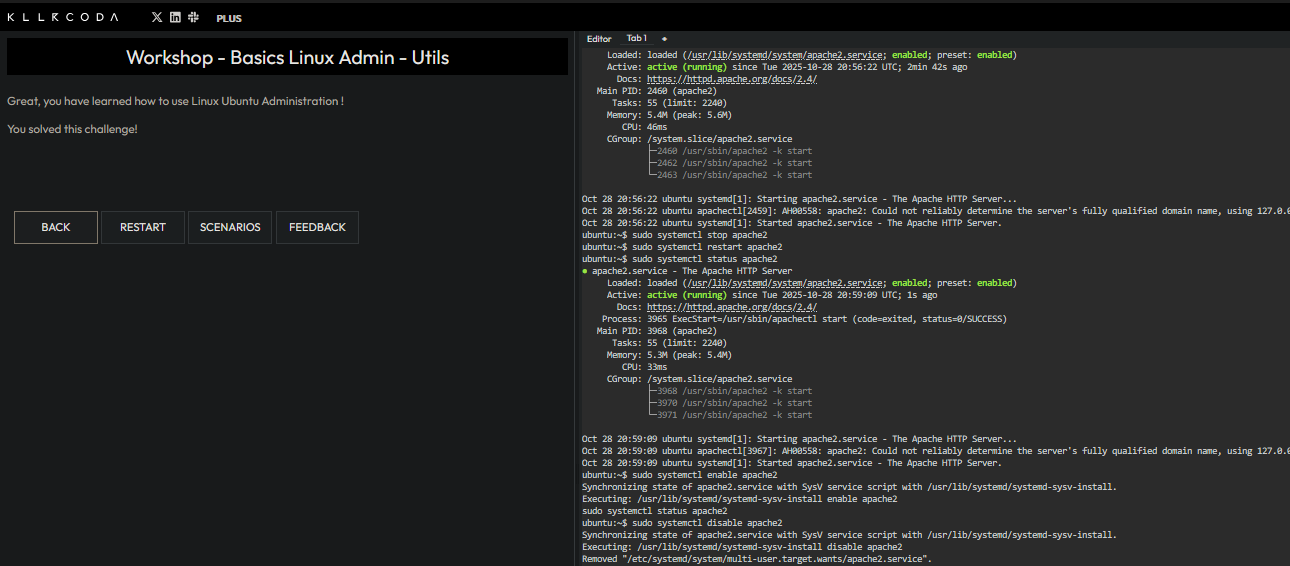 KLLRCODA
PLUS
Workshop - Basics Linux Admin - Utils
Great, you have learned how to use Linux Ubuntu Administration !
You solved this challenge!
BACK RESTART SCENARIOS FEEDBACK
Editor Tab 1
Loaded: loaded (/usr/lib/systemd/system/apache2.service; enabled; preset: enabled)
Active: active (running) since Tue 2025-10-28 20:56:22 UTC; 2min 42s ago
Docs: https://httpd.apache.org/docs/2.4/
Main PID: 2460 (apache2)
Tasks: 55 (limit: 2240)
Memory: 5.4M (peak: 5.6M)
CPU: 46ms
CGroup: /system.slice/apache2.service
├─2460 /usr/sbin/apache2 -k start
├─2462 /usr/sbin/apache2 -k start
└─2463 /usr/sbin/apache2 -k start
Oct 28 20:56:22 ubuntu systemd[1]: Starting apache2.service - The Apache HTTP Server...
Oct 28 20:56:22 ubuntu apachectl[2459]: AH00558: apache2: Could not reliably determine the server's fully qualified domain name, using 127.0.0
Oct 28 20:56:22 ubuntu systemd[1]: Started apache2.service - The Apache HTTP Server.
ubuntu:~$ sudo systemctl stop apache2
ubuntu:~$ sudo systemctl restart apache2
ubuntu:~$ sudo systemctl status apache2
● apache2.service - The Apache HTTP Server
Loaded: loaded (/usr/lib/systemd/system/apache2.service; enabled; preset: enabled)
Active: active (running) since Tue 2025-10-28 20:59:09 UTC; 1s ago
Docs: https://httpd.apache.org/docs/2.4/
Process: 3965 ExecStart=/usr/sbin/apachectl start (code=exited, status=0/SUCCESS)
Main PID: 3968 (apache2)
Tasks: 55 (limit: 2240)
Memory: 5.3M (peak: 5.4M)
CPU: 33ms
CGroup: /system.slice/apache2.service
├─3968 /usr/sbin/apache2 -k start
├─3970 /usr/sbin/apache2 -k start
└─3971 /usr/sbin/apache2 -k start
Oct 28 20:59:09 ubuntu systemd[1]: Starting apache2.service - The Apache HTTP Server...
Oct 28 20:59:09 ubuntu apachectl[3967]: AH00558: apache2: Could not reliably determine the server's fully qualified domain name, using 127.0.0
Oct 28 20:59:09 ubuntu systemd[1]: Started apache2.service - The Apache HTTP Server.
ubuntu:~$ sudo systemctl enable apache2
Synchronizing state of apache2.service with SysV service script with /usr/lib/systemd/systemd-sysv-install.
Executing: /usr/lib/systemd/systemd-sysv-install enable apache2
sudo systemctl status apache2
ubuntu:~$ sudo systemctl disable apache2
Synchronizing state of apache2.service with SysV service script with /usr/lib/systemd/systemd-sysv-install.
Executing: /usr/lib/systemd/systemd-sysv-install disable apache2
Removed "/etc/systemd/system/multi-user.target.wants/apache2.service".